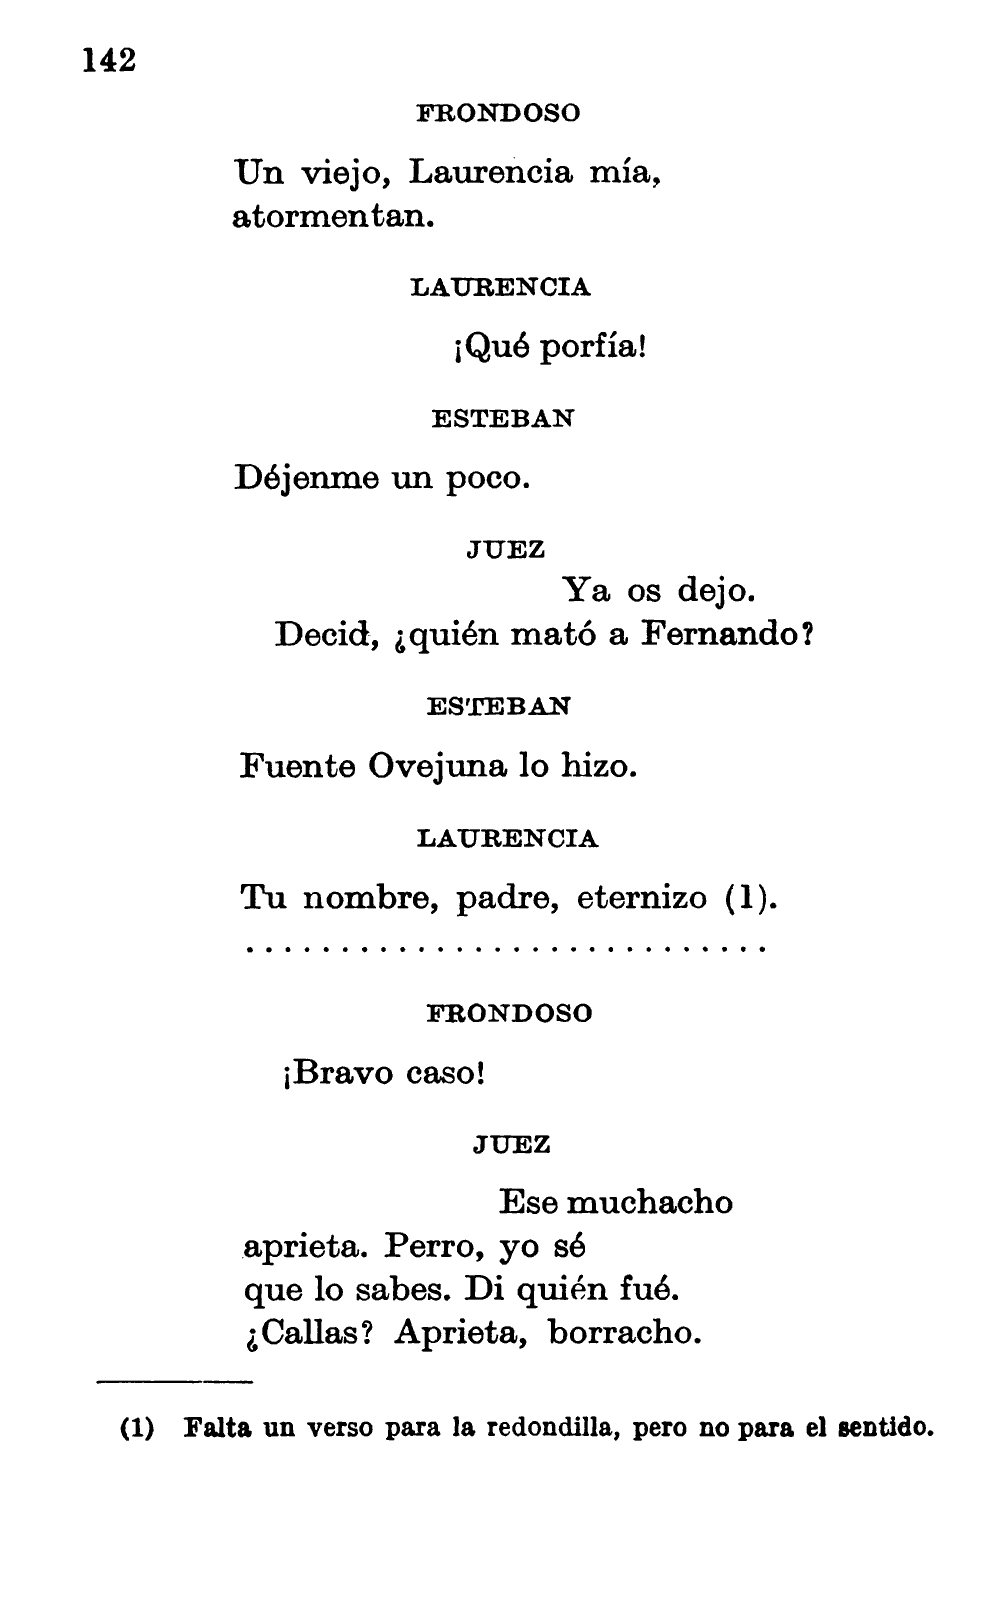 142
FRONDOSO
Un viejo, Laurencia mía,
atormentan.
LAURENCIA
¡Qué porfía!
ESTEBAN
Déjenme un poco.
JUEZ
Ya os dejo.
Decid, ¿quién mató a Fernando?
ESTEBAN
Fuente Ovejuna lo hizo.
LAURENCIA
Tu nombre, padre, eternizo (1).
............................
FRONDOSO
¡Bravo caso!
JUEZ
Ese muchacho
aprieta. Perro, yo sé
que lo sabes. Di quién fué.
¿Callas? Aprieta, borracho.
(1) Falta un verso para la redondilla, pero no para el sentido.